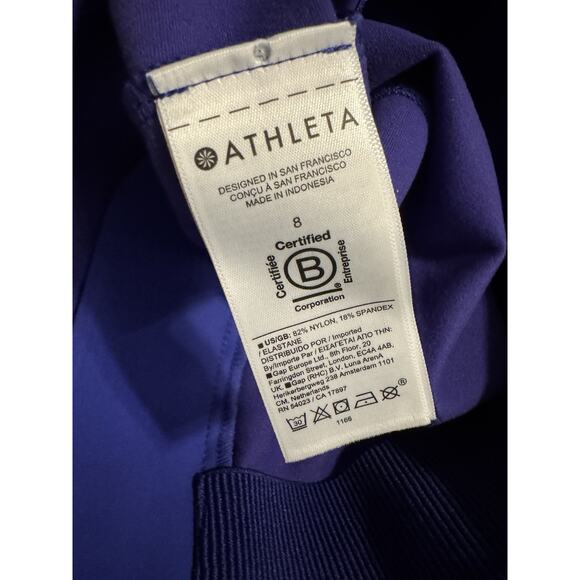 ATHLETA
DESIGNED IN SAN FRANCISCO
CONÇU À SAN FRANCISCO
MADE IN INDONESIA
8
Certified
Certifiée
B
Entreprise
Corporation
US/GB: 82% NYLON, 18% SPANDEX
/ ELASTANE
DISTRIBUIDO POR / Imported
By/Importe Par / ΕΙΣΑΓΕΤΑΙ ΑΠΟ ΤΗΝ:
Gap Europe Ltd., 8th Floor, 20
Farringdon Street, London, EC4A 4AB,
UK. Gap (RHC) B.V. Luna ArenA
Herikerbergweg 238 Amsterdam 1101
CM, Netherlands
RN 54023 / CA 17897
30
®
1166